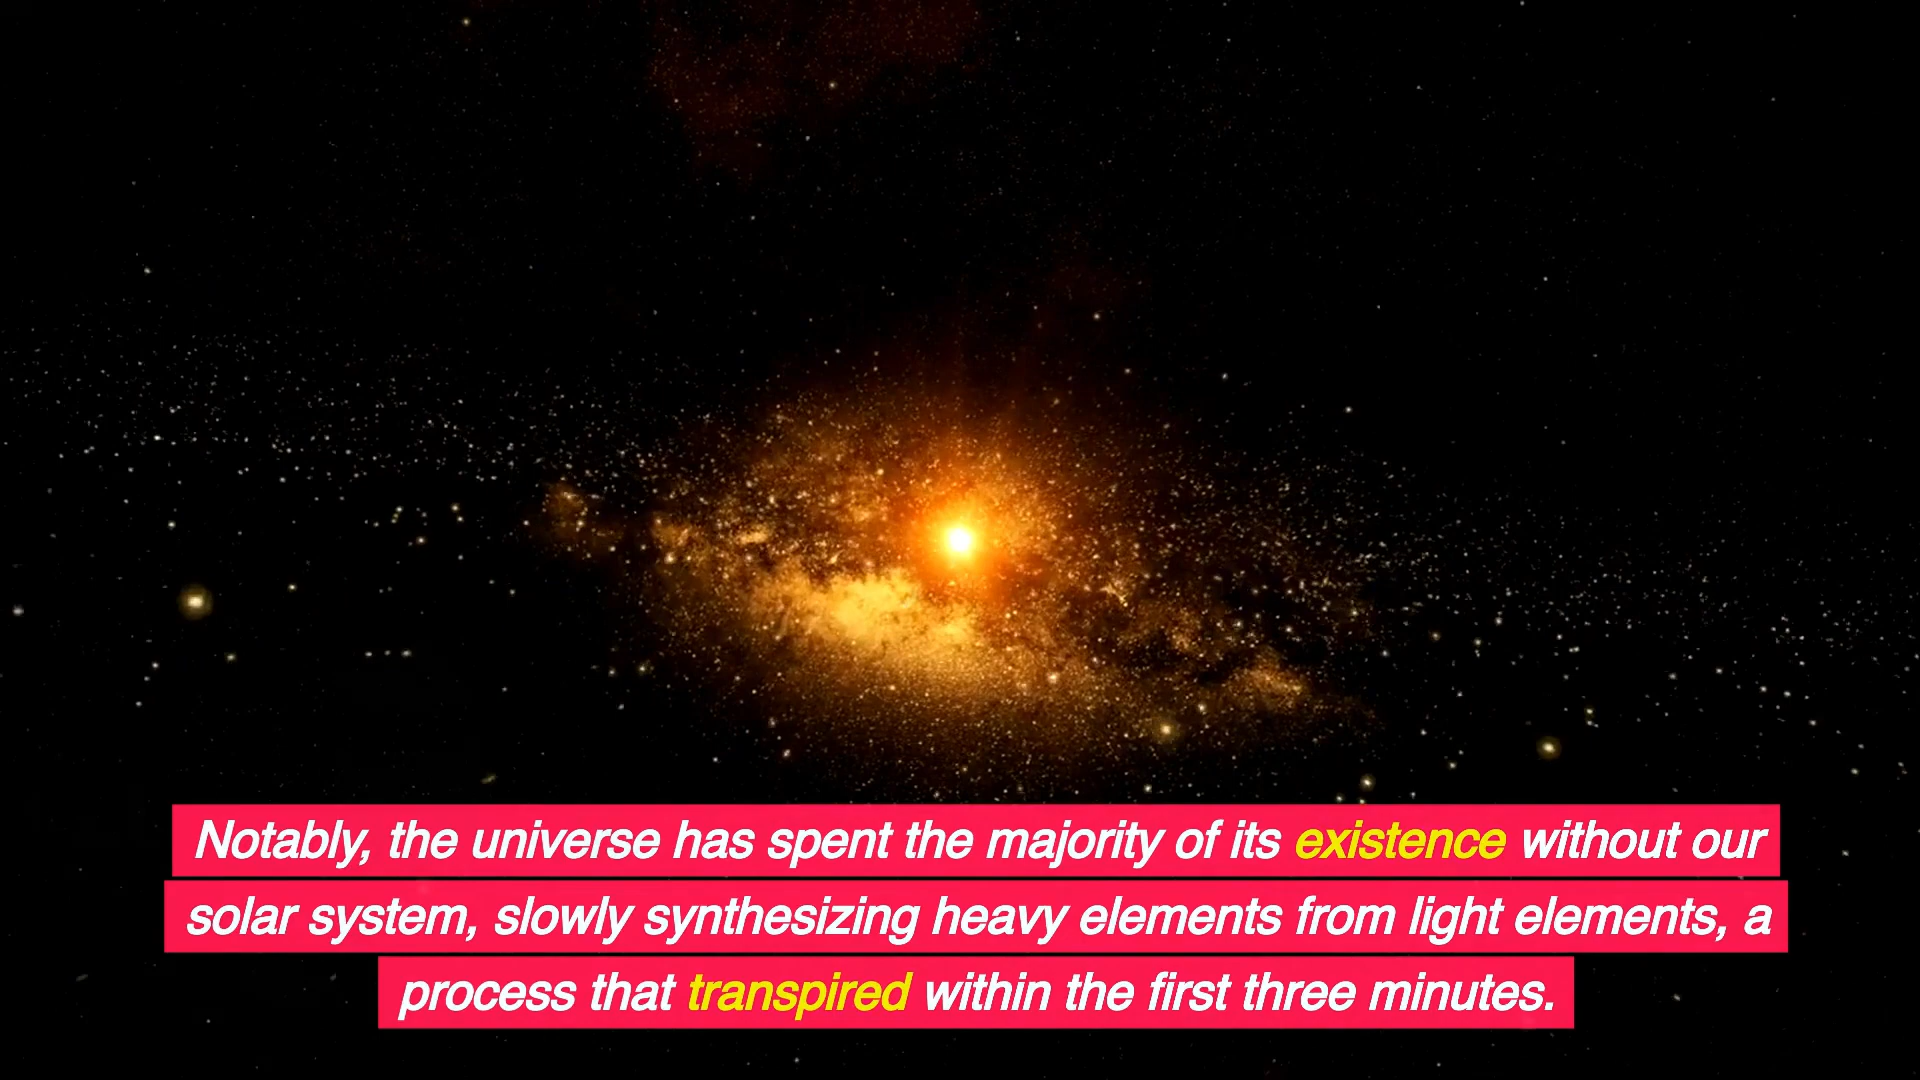 Notably, the universe has spent the majority of its existence without our
solar system, slowly synthesizing heavy elements from light elements, a
process that transpired within the first three minutes.